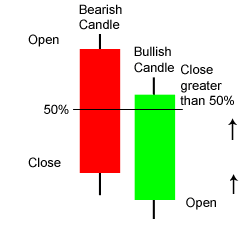 Bearish
Candle
Open
Bullish
Candle
Close
greater
than 50%
50%
Close
Open